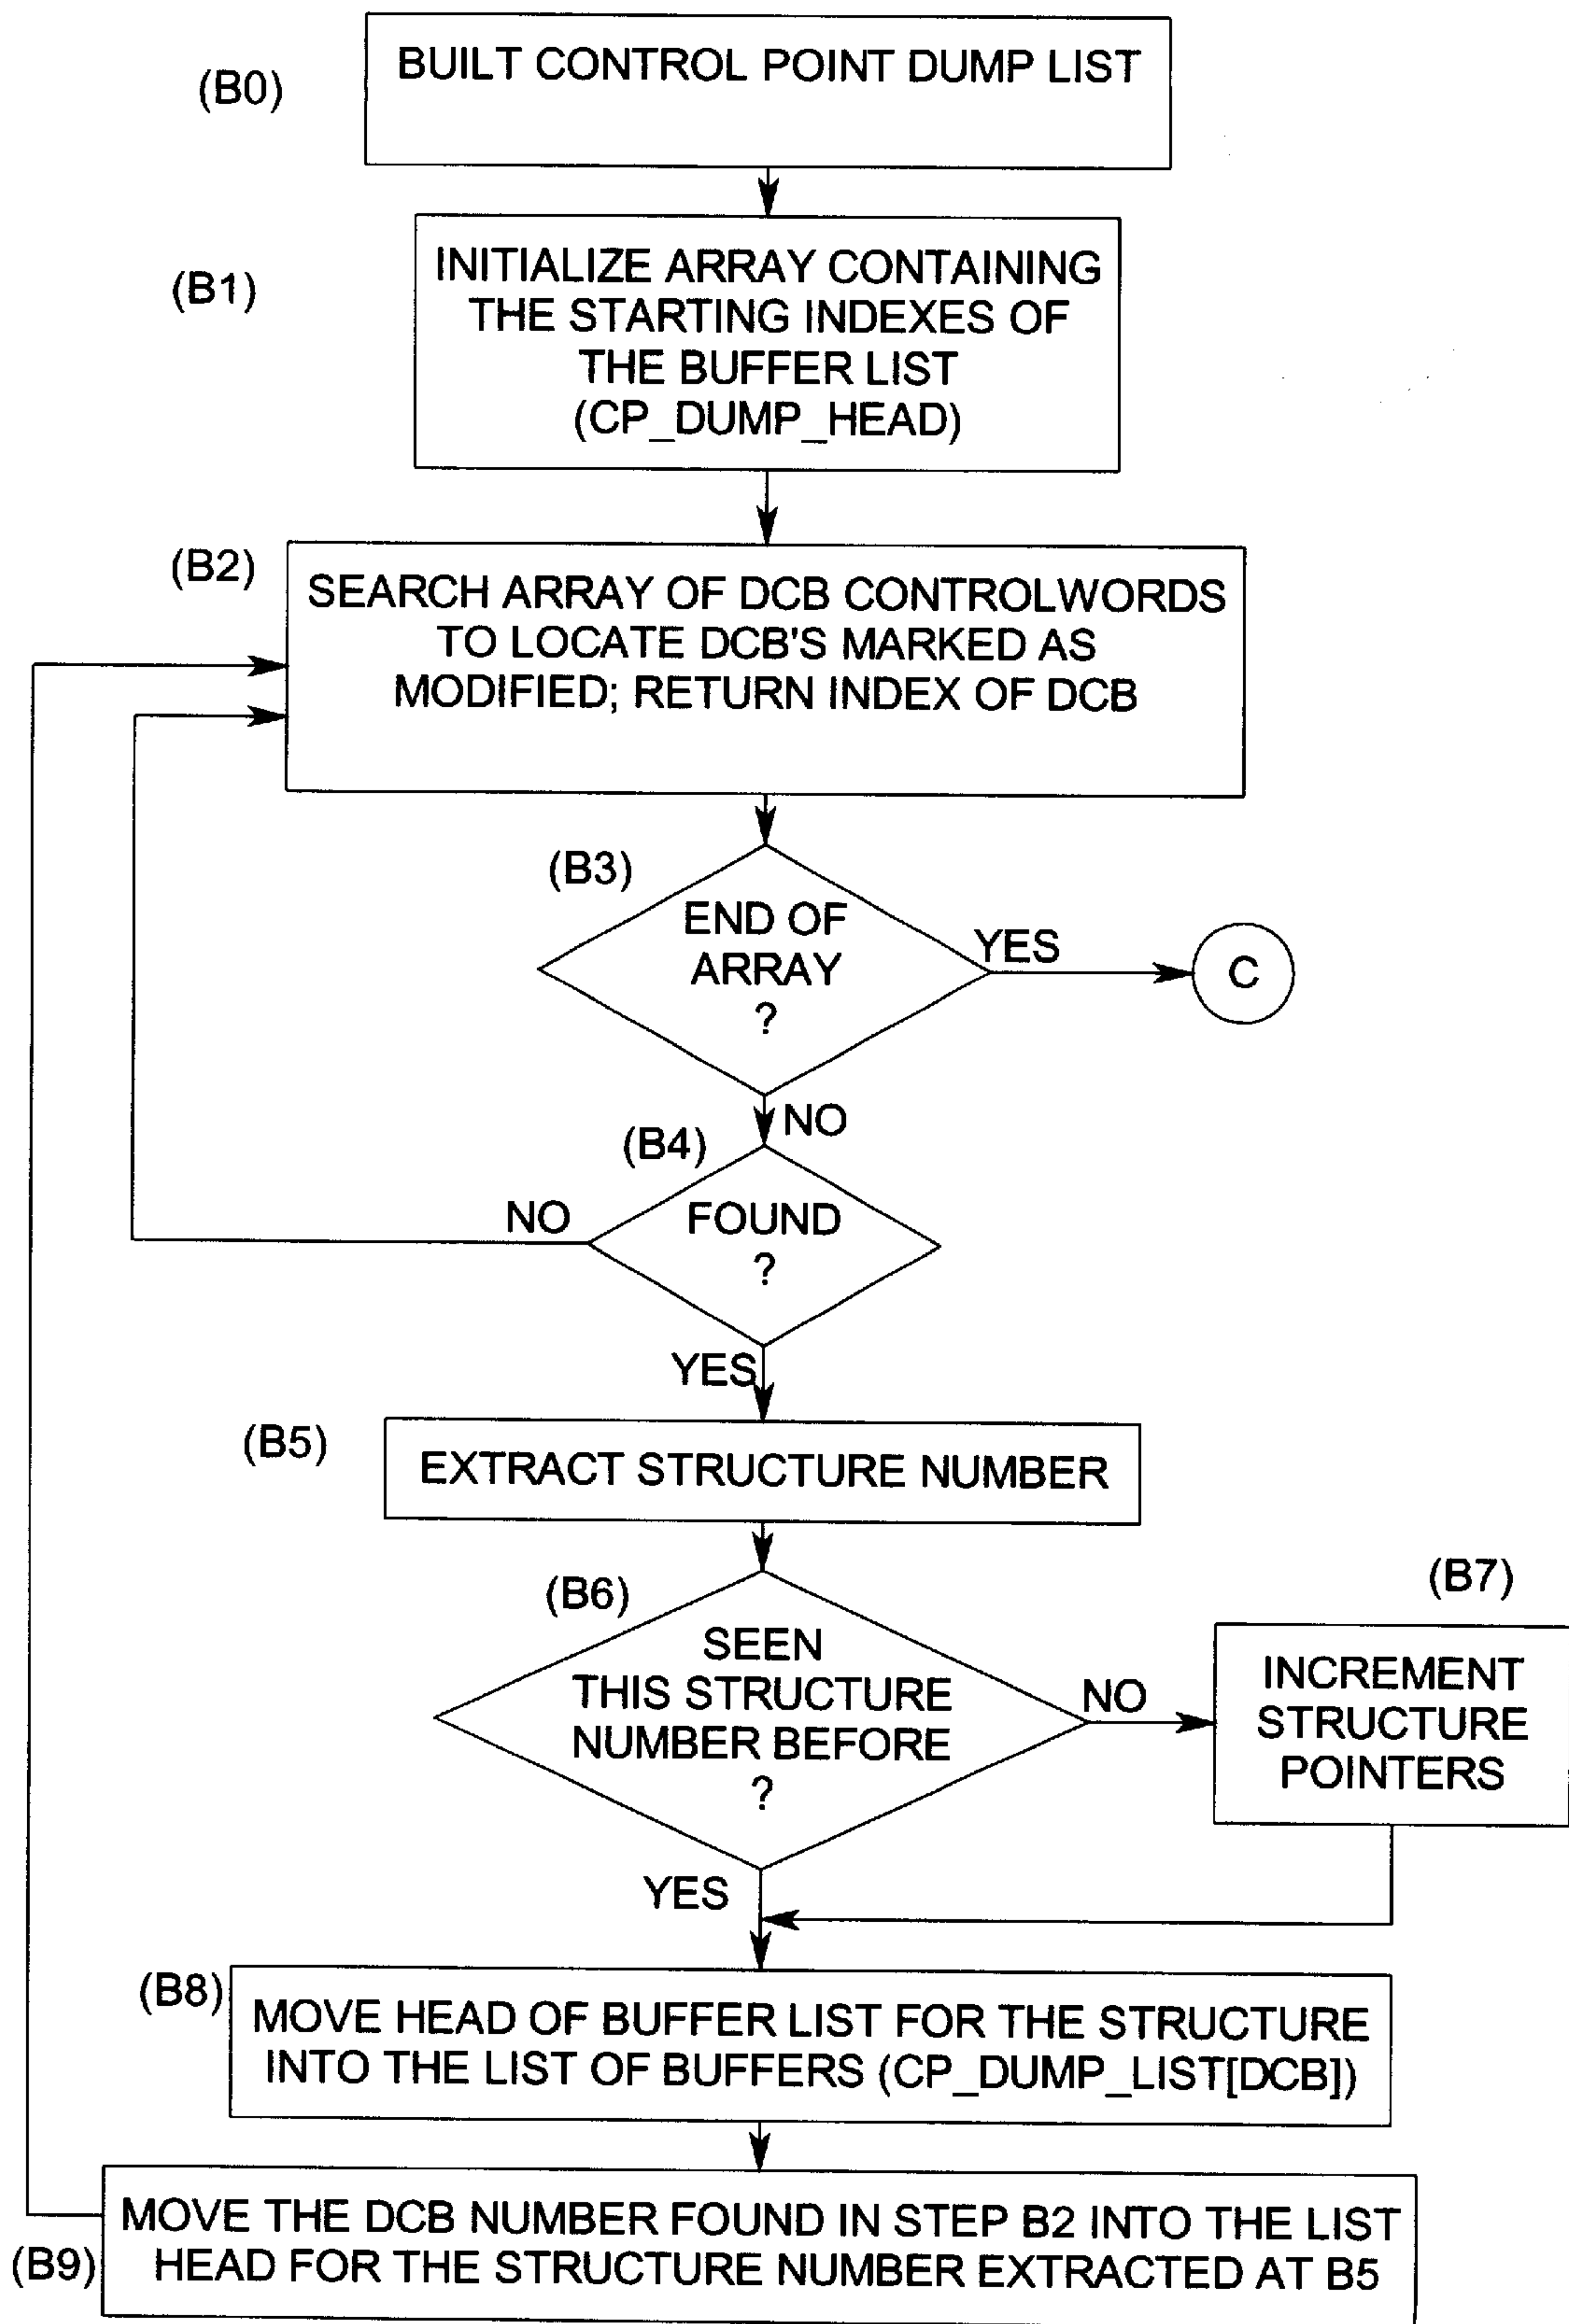 (B0)
BUILT CONTROL POINT DUMP LIST
(B1)
INITIALIZE ARRAY CONTAINING
THE STARTING INDEXES OF
THE BUFFER LIST
(CP_DUMP_HEAD)
(B2)
SEARCH ARRAY OF DCB CONTROLWORDS
TO LOCATE DCB'S MARKED AS
MODIFIED; RETURN INDEX OF DCB
(B3)
END OF
ARRAY
?
YES
C
NO
(B4)
FOUND
?
NO
YES
(B5)
EXTRACT STRUCTURE NUMBER
(B6)
SEEN
THIS STRUCTURE
NUMBER BEFORE
?
NO
(B7)
INCREMENT
STRUCTURE
POINTERS
YES
(B8)
MOVE HEAD OF BUFFER LIST FOR THE STRUCTURE
INTO THE LIST OF BUFFERS (CP_DUMP_LIST[DCB])
(B9)
MOVE THE DCB NUMBER FOUND IN STEP B2 INTO THE LIST
HEAD FOR THE STRUCTURE NUMBER EXTRACTED AT B5